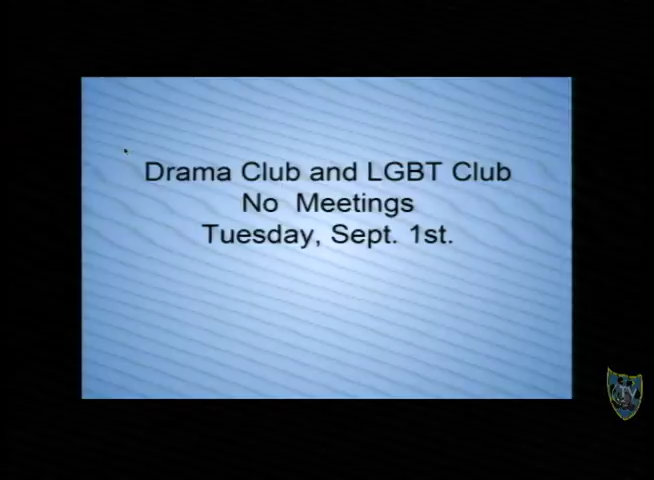 Drama Club and LGBT Club
No Meetings
Tuesday, Sept. 1st.